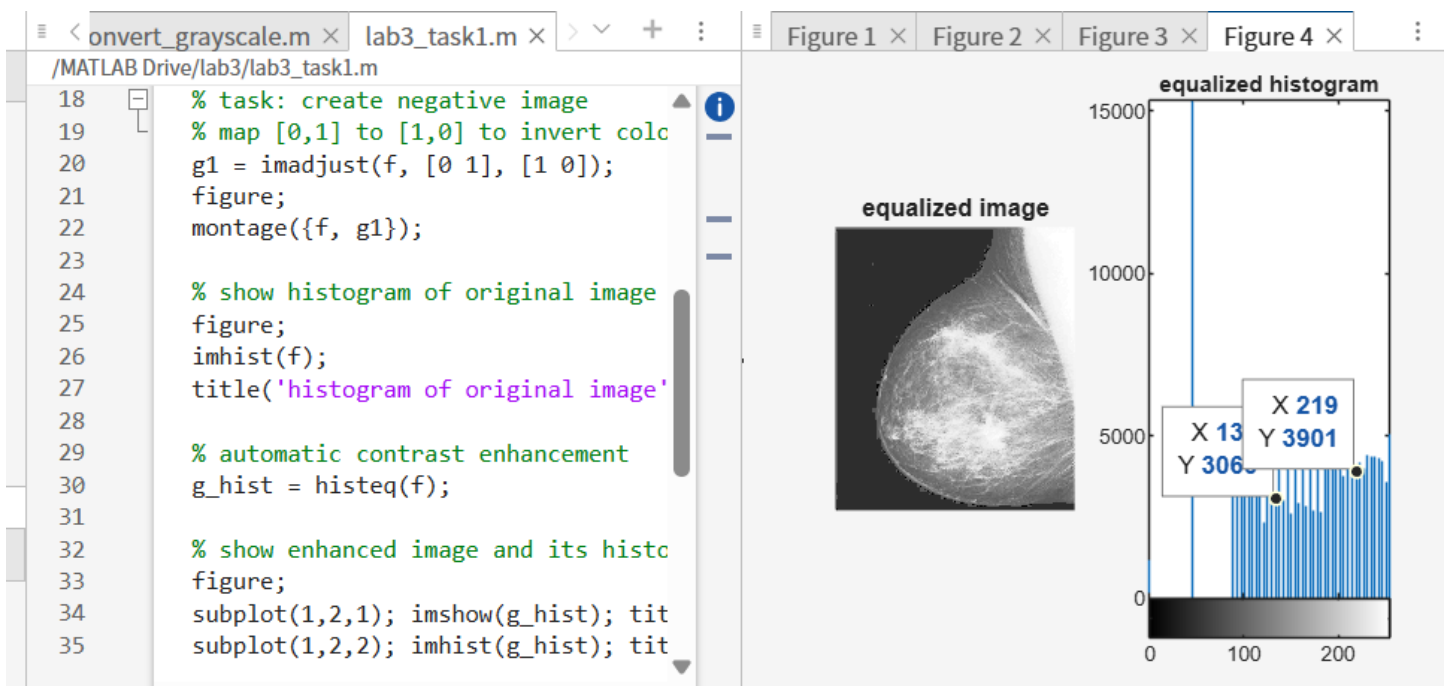 onvert_grayscale.m × lab3_task1.m ×
/MATLAB Drive/lab3/lab3_task1.m
18 % task: create negative image
19 % map [0,1] to [1,0] to invert colo
20 g1 = imadjust(f, [0 1], [1 0]);
21 figure;
22 montage({f, g1});
23
24 % show histogram of original image
25 figure;
26 imhist(f);
27 title('histogram of original image'
28
29 % automatic contrast enhancement
30 g_hist = histeq(f);
31
32 % show enhanced image and its histo
33 figure;
34 subplot(1,2,1); imshow(g_hist); tit
35 subplot(1,2,2); imhist(g_hist); tit
Figure 1 × Figure 2 × Figure 3 × Figure 4 ×
equalized image
equalized histogram
15000
10000
5000
0
X 13
Y 306
X 219
Y 3901
0 100 200